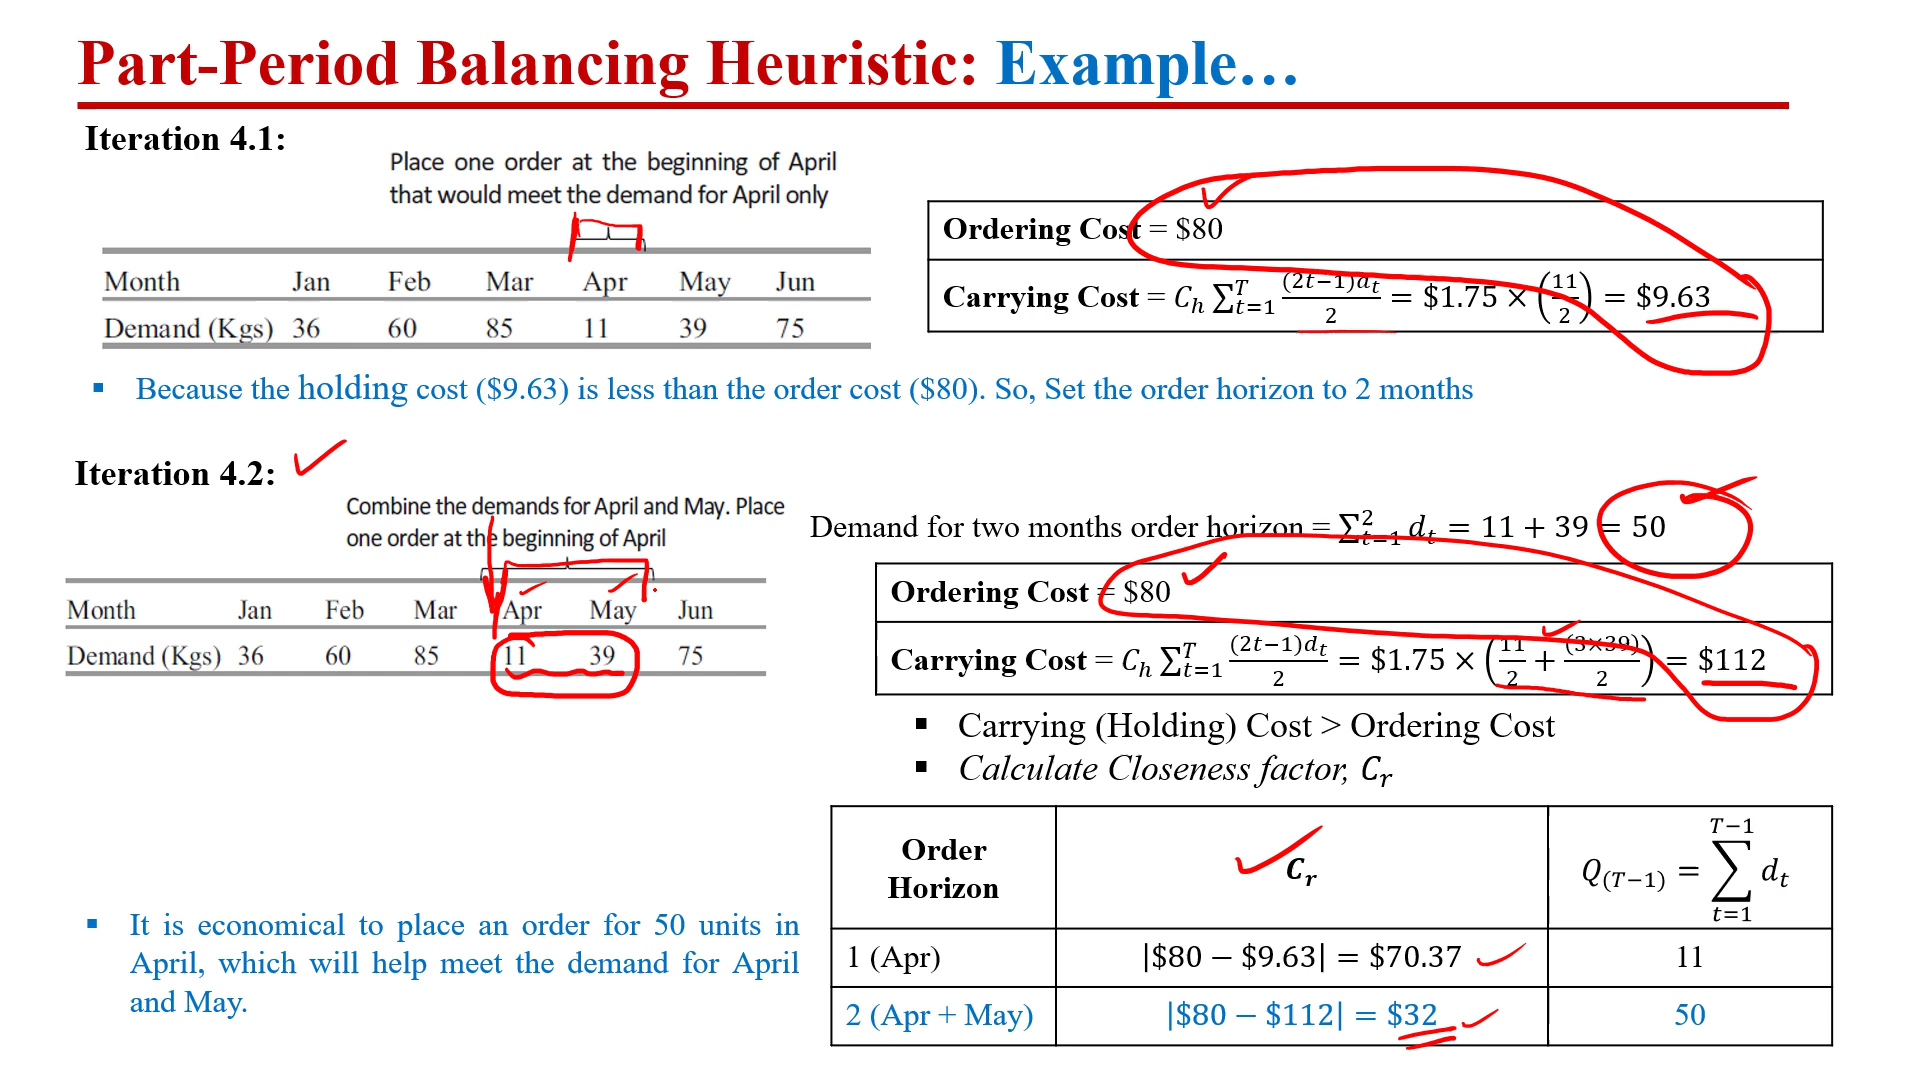 Part-Period Balancing Heuristic: Example…
Iteration 4.1:
Place one order at the beginning of April
that would meet the demand for April only
Month Jan Feb Mar Apr May Jun
Demand (Kgs) 36 60 85 11 39 75
Ordering Cost = $80
Carrying Cost = C_h ∑_{t=1}^{T} (2t−1)d_t / 2 = $1.75 × (11/2) = $9.63
▪ Because the holding cost ($9.63) is less than the order cost ($80). So, Set the order horizon to 2 months
Iteration 4.2:
Combine the demands for April and May. Place
one order at the beginning of April
Month Jan Feb Mar Apr May Jun
Demand (Kgs) 36 60 85 11 39 75
Demand for two months order horizon = ∑_{t=1}^{2} d_t = 11 + 39 = 50
Ordering Cost = $80
Carrying Cost = C_h ∑_{t=1}^{T} (2t−1)d_t / 2 = $1.75 × (11/2 + (3×39)/2) = $112
▪ Carrying (Holding) Cost > Ordering Cost
▪ Calculate Closeness factor, C_r
Order Horizon C_r Q_(T−1) = ∑_{t=1}^{T−1} d_t
1 (Apr) |$80 − $9.63| = $70.37 11
2 (Apr + May) |$80 − $112| = $32 50
▪ It is economical to place an order for 50 units in
April, which will help meet the demand for April
and May.